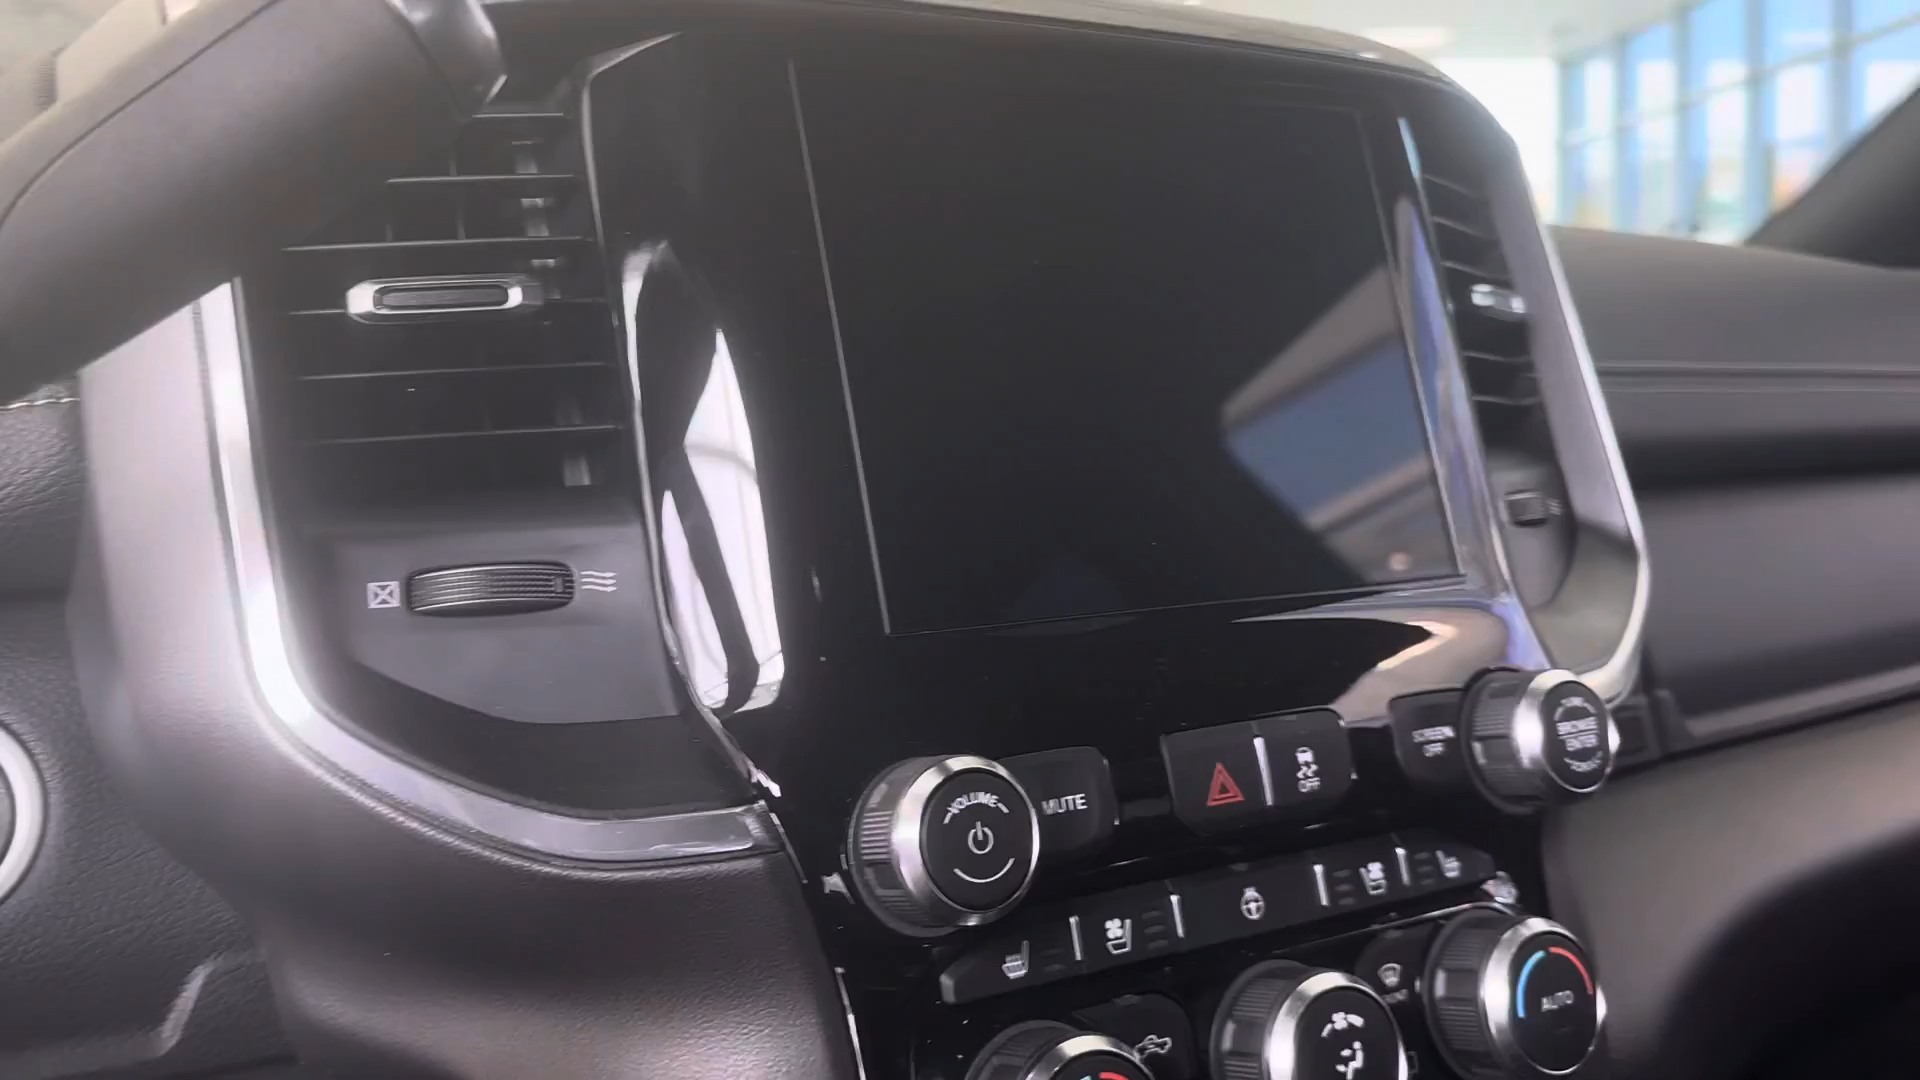 VOLUME
MUTE
OFF
SCREEN
OFF
BROWSE
ENTER
AUTO